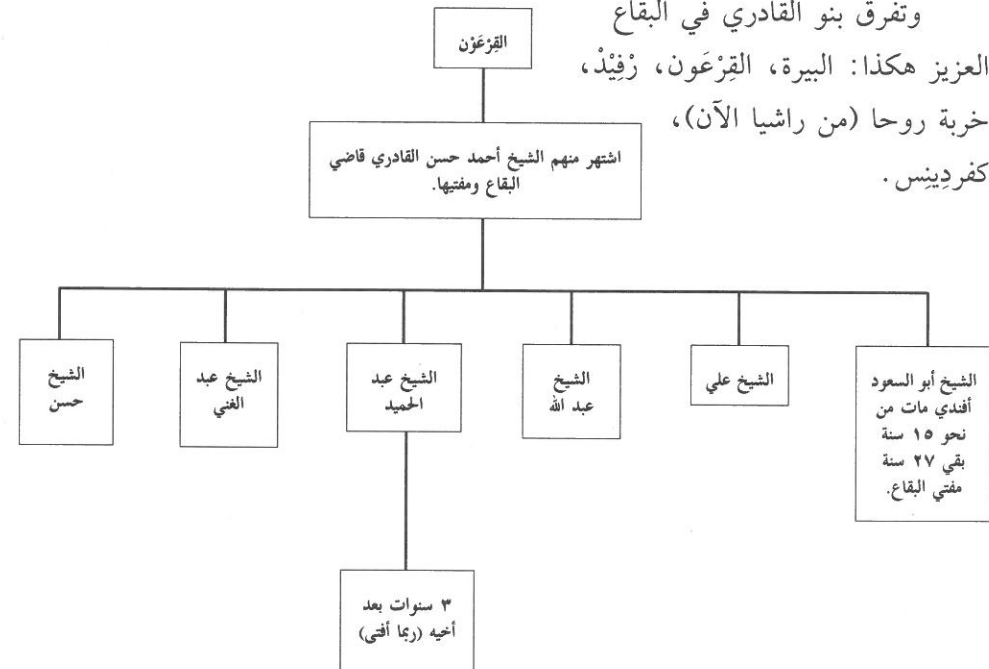 وتفرق بنو القادري في البقاع
العزيز هكذا: البيرة، القِرْعَون، رْفِيْدْ،
خربة روحا (من راشيا الآن)،
كفردِينِس.
القِرْعَوْن
اشتهر منهم الشيخ أحمد حسن القادري قاضي
البقاع ومفتيها.
الشيخ أبو السعود
أفندي مات من
نحو ١٥ سنة
بقي ٢٧ سنة
مفتي البقاع.
الشيخ علي
الشيخ
عبد الله
الشيخ عبد
الحميد
الشيخ عبد
الغني
الشيخ
حسن
٣ سنوات بعد
أخيه (ربما أفتى)